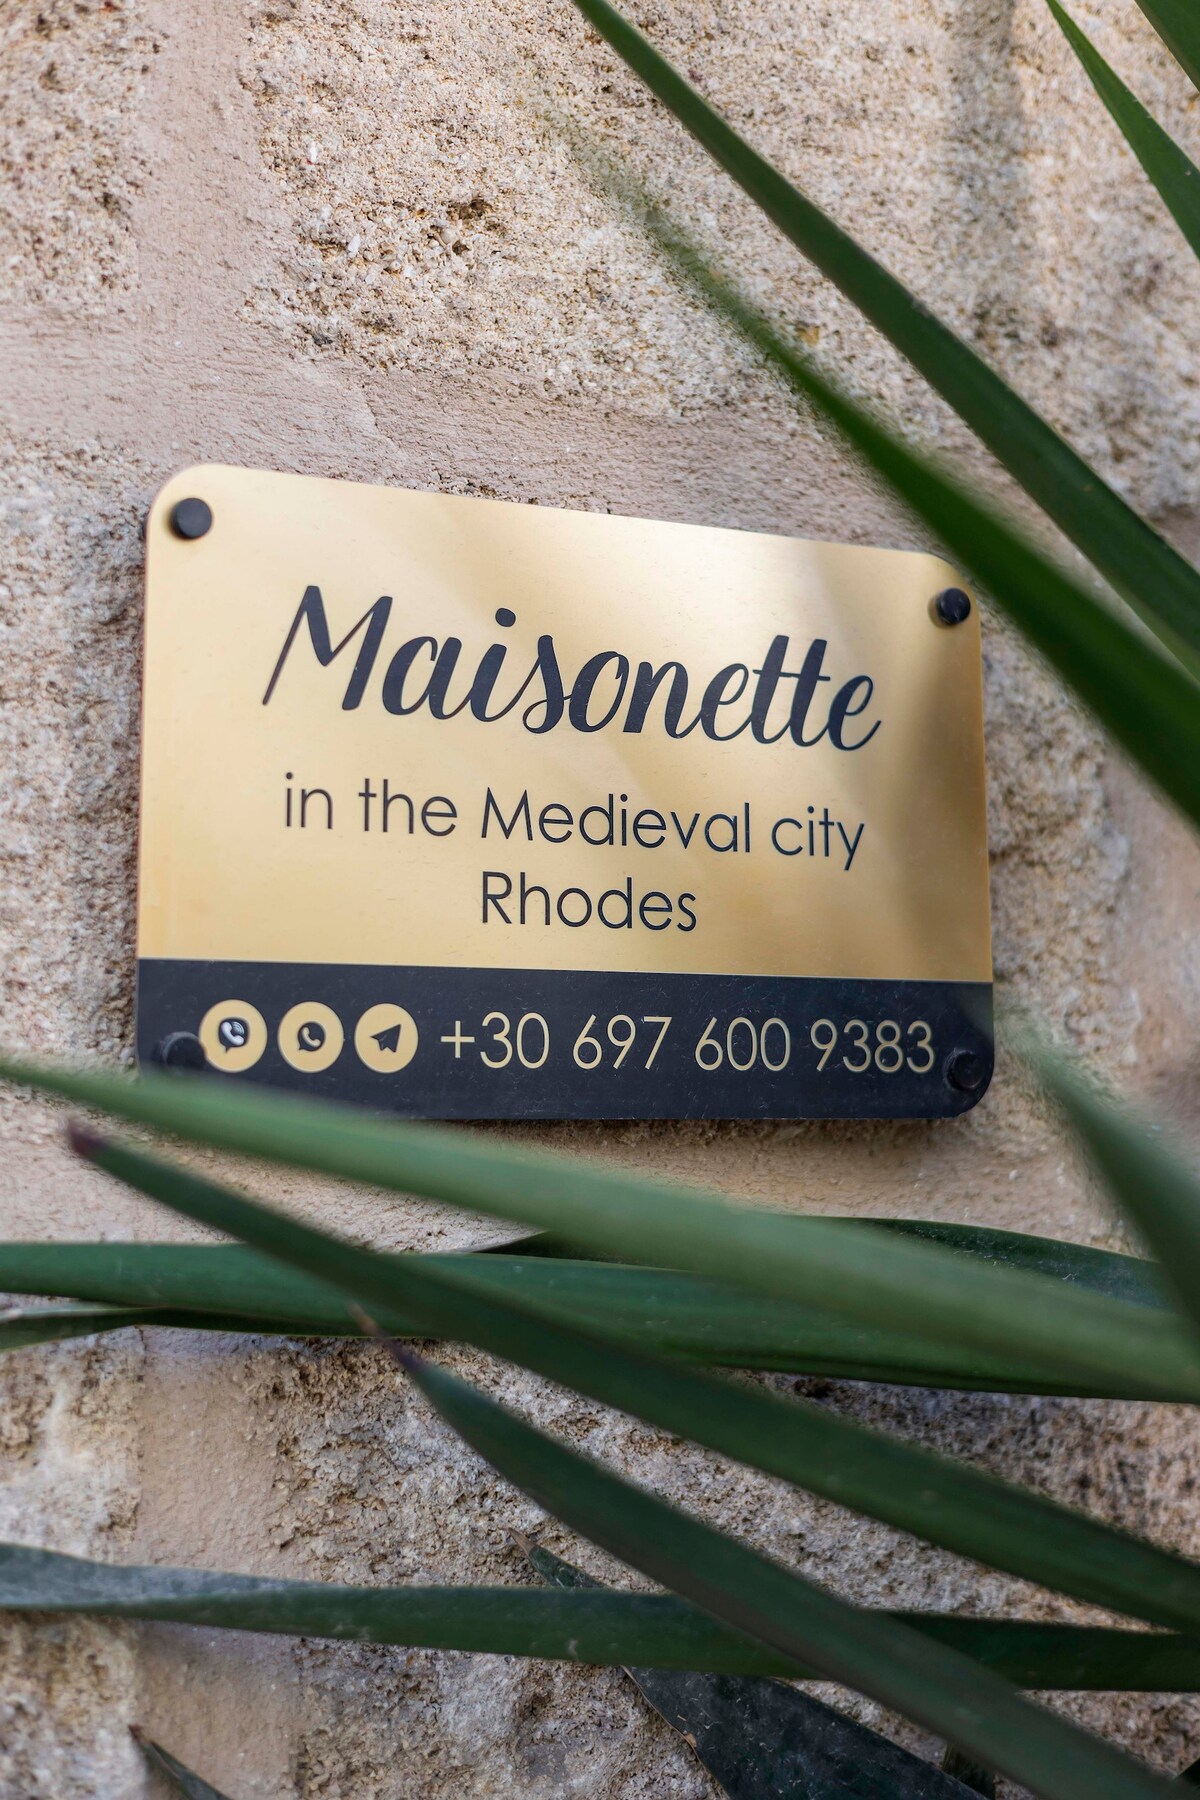 Maisonette
in the Medieval city
Rhodes
+30 697 600 9383